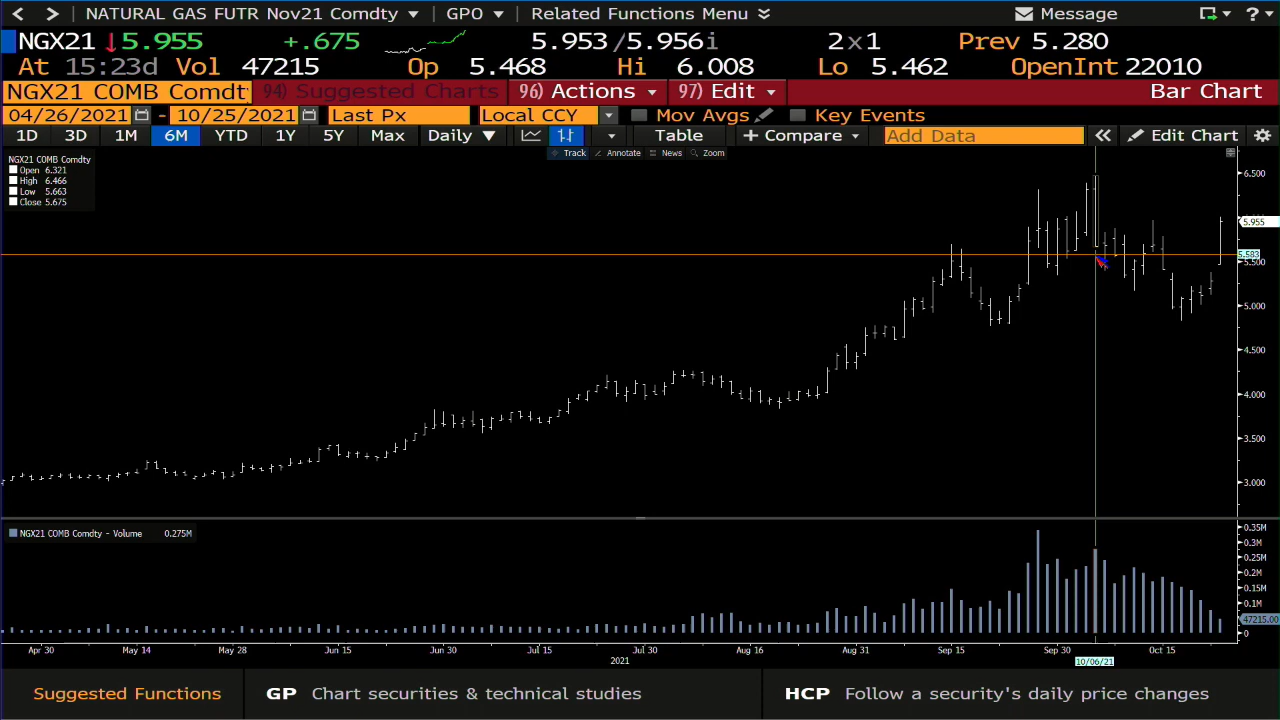 < > NATURAL GAS FUTR Nov21 Comdty ▼ GPO ▼ Related Functions Menu Message ? ▼
NGX21 ↓5.955 +.675 5.953/5.956i 2x1 Prev 5.280
At 15:23d Vol 47215 Op 5.468 Hi 6.008 Lo 5.462 OpenInt 22010
NGX21 COMB Comdt 94) Suggested Charts 96) Actions 97) Edit Bar Chart
04/26/2021 - 10/25/2021 Last Px Local CCY Mov Avgs Key Events
1D 3D 1M 6M YTD 1Y 5Y Max Daily ▼ Table + Compare Add Data « Edit Chart
Track Annotate News Zoom
NGX21 COMB Comdty
Open 6.321
High 6.466
Low 5.663
Close 5.675
6.500
5.955
5.583
5.500
5.000
4.500
4.000
3.500
3.000
NGX21 COMB Comdty - Volume 0.275M
0.35M
0.3M
0.25M
0.2M
0.15M
0.1M
47215.00
0
Apr 30 May 14 May 28 Jun 15 Jun 30 Jul 15 Jul 30 Aug 16 Aug 31 Sep 15 Sep 30 Oct 15
2021 10/06/21
Suggested Functions GP Chart securities & technical studies HCP Follow a security's daily price changes